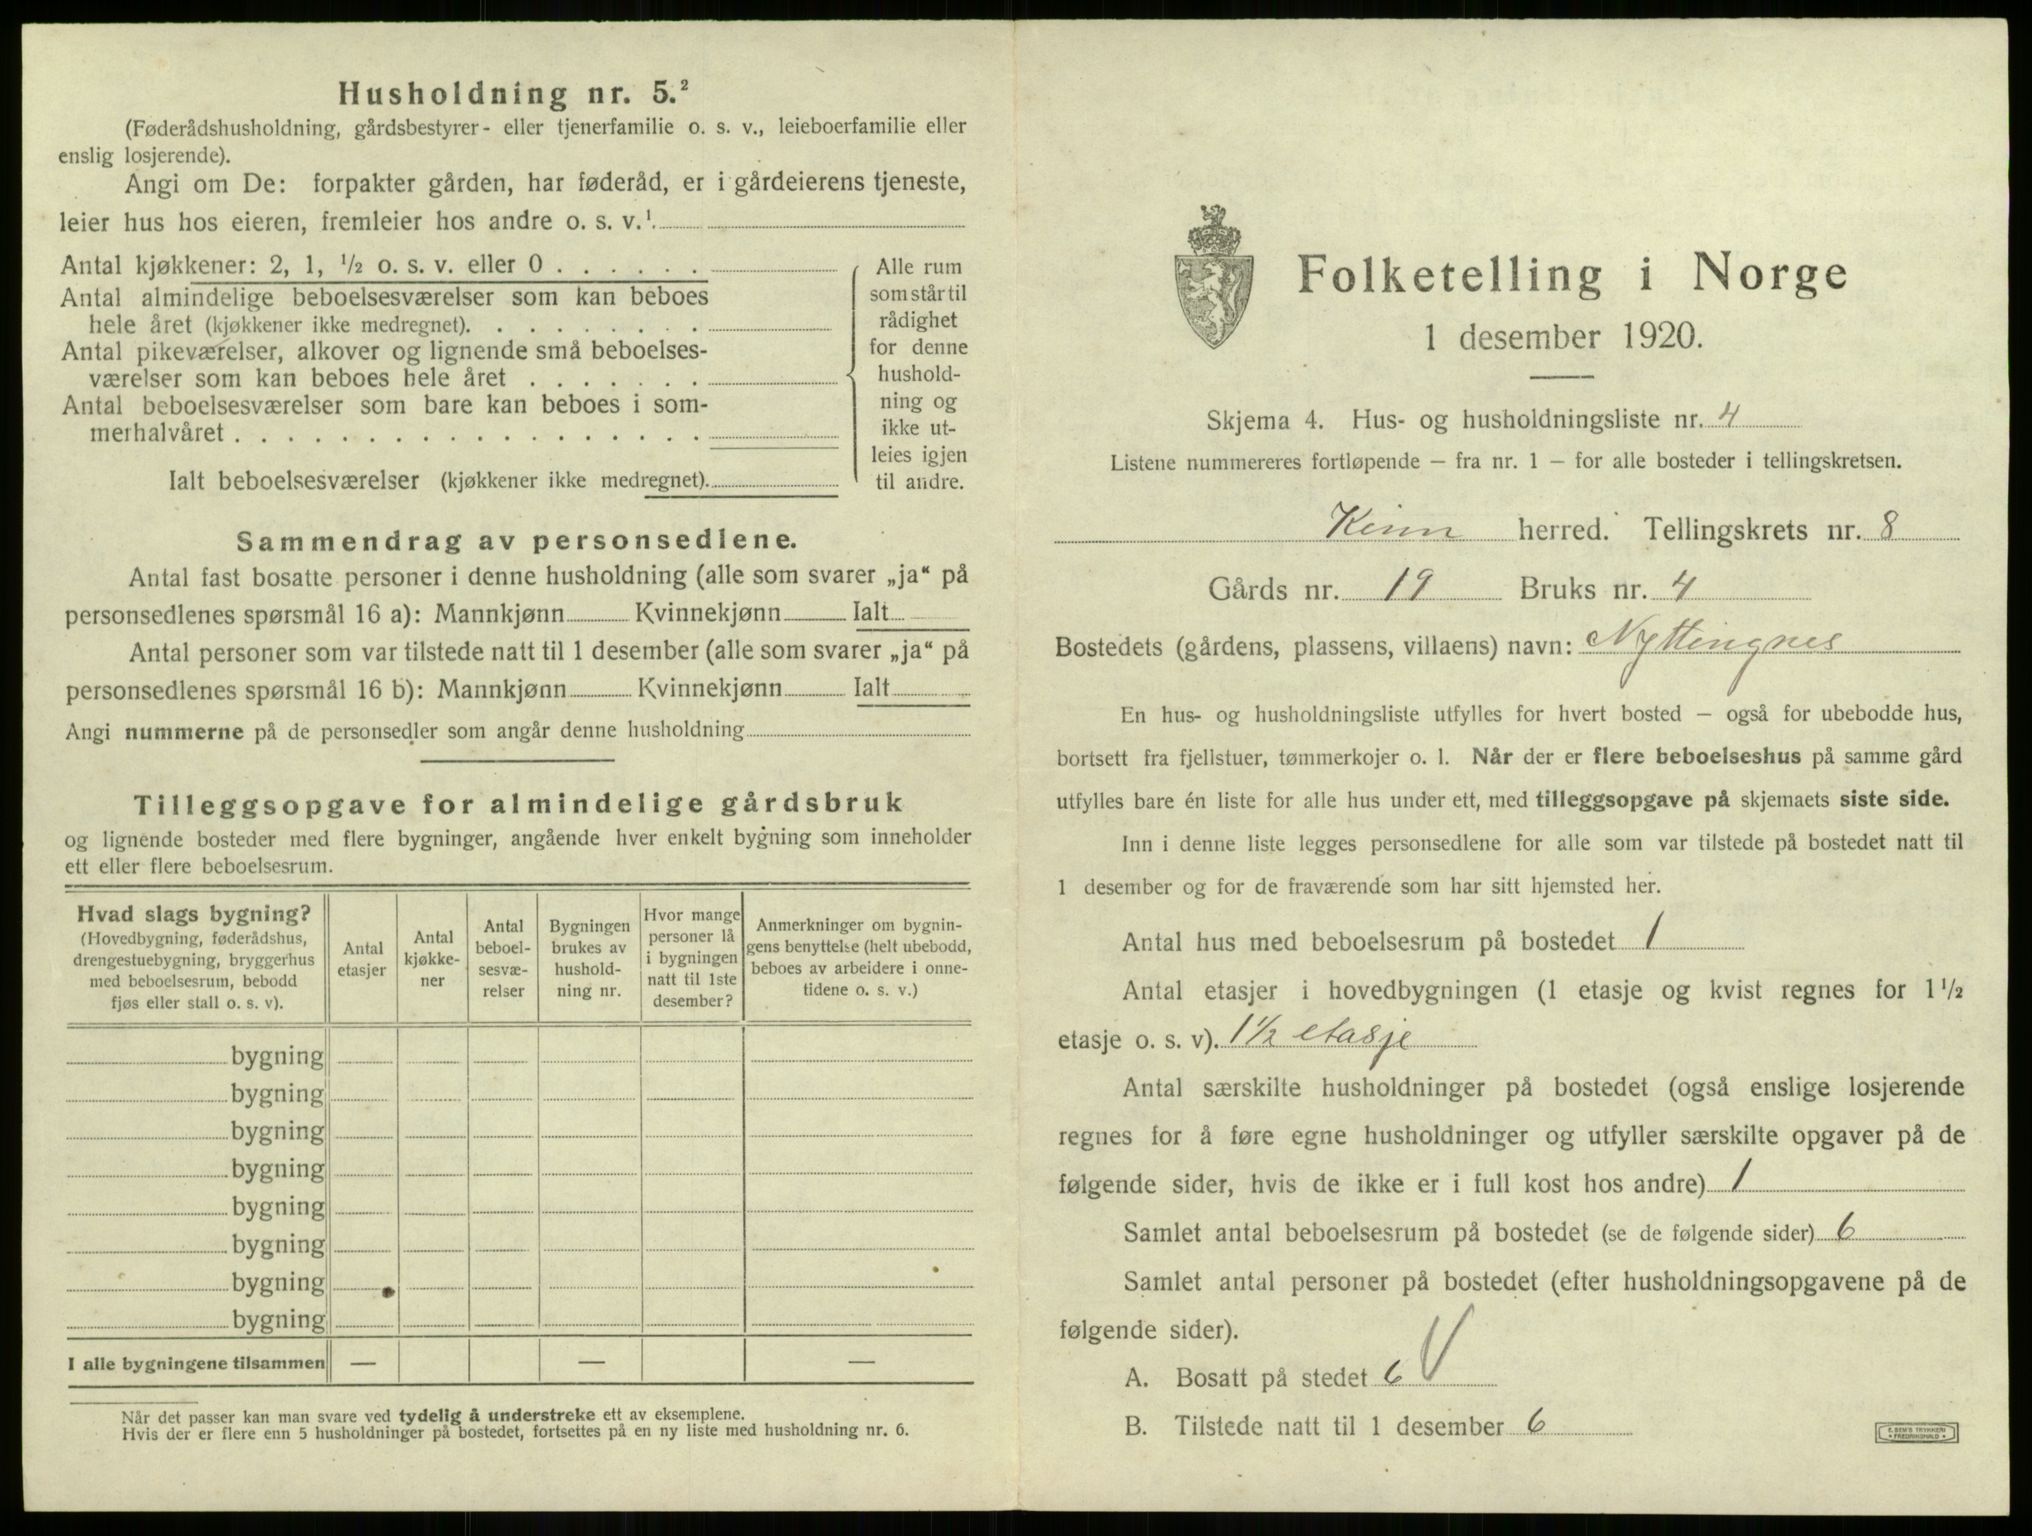 Husholdning nr. 5.²
(Føderådshusholdning, gårdsbestyrer- eller tjenerfamilie o. s. v., leieboerfamilie eller
enslig losjerende).
Angi om De: forpakter gården, har føderåd, er i gårdeierens tjeneste,
leier hus hos eieren, fremleier hos andre o. s. v.¹
Antal kjøkkener: 2, 1, ½ o. s. v. eller 0 . . . . . .
Antal almindelige beboelsesværelser som kan beboes
hele året (kjøkkener ikke medregnet). . . . . . . . .
Antal pikeværelser, alkover og lignende små beboelses-
værelser som kan beboes hele året . . . . . . .
Antal beboelsesværelser som bare kan beboes i som-
merhalvåret . . . . . . . . . . . . . . . . . .
Ialt beboelsesværelser (kjøkkener ikke medregnet).
Alle rum
som står til
rådighet
for denne
hushold-
ning og
ikke ut-
leies igjen
til andre.
Sammendrag av personsedlene.
Antal fast bosatte personer i denne husholdning (alle som svarer „ja“ på
personsedlenes spørsmål 16 a): Mannkjønn Kvinnekjønn Ialt
Antal personer som var tilstede natt til 1 desember (alle som svarer „ja“ på
personsedlenes spørsmål 16 b): Mannkjønn Kvinnekjønn Ialt
Angi nummerne på de personsedler som angår denne husholdning
Tilleggsopgave for almindelige gårdsbruk
og lignende bosteder med flere bygninger, angående hver enkelt bygning som inneholder
ett eller flere beboelsesrum.
Hvad slags bygning?
(Hovedbygning, føderådshus,
drengestuebygning, bryggerhus
med beboelsesrum, bebodd
fjøs eller stall o. s. v).
Antal
etasjer
Antal
kjøkke-
ner
Antal
beboel-
sesvæ-
relser
Bygningen
brukes av
hushold-
ning nr.
Hvor mange
personer lå
i bygningen
natt til 1ste
desember?
Anmerkninger om bygnin-
gens benyttelse (helt ubebodd,
beboes av arbeidere i onne-
tidene o. s. v.)
bygning
bygning
bygning
bygning
bygning
bygning
bygning
bygning
I alle bygningene tilsammen — — —
Når det passer kan man svare ved tydelig å understreke ett av eksemplene.
Hvis der er flere enn 5 husholdninger på bostedet, fortsettes på en ny liste med husholdning nr. 6.
Folketelling i Norge
1 desember 1920.
Skjema 4. Hus- og husholdningsliste nr. 4
Listene nummereres fortløpende – fra nr. 1 – for alle bosteder i tellingskretsen.
Kinn herred. Tellingskrets nr. 8
Gårds nr. 19 Bruks nr. 4
Bostedets (gårdens, plassens, villaens) navn: Nyttingnes
En hus- og husholdningsliste utfylles for hvert bosted – også for ubebodde hus,
bortsett fra fjellstuer, tømmerkojer o. l. Når der er flere beboelseshus på samme gård
utfylles bare én liste for alle hus under ett, med tilleggsopgave på skjemaets siste side.
Inn i denne liste legges personsedlene for alle som var tilstede på bostedet natt til
1 desember og for de fraværende som har sitt hjemsted her.
Antal hus med beboelsesrum på bostedet 1
Antal etasjer i hovedbygningen (1 etasje og kvist regnes for 1½
etasje o. s. v). 1½ etasje
Antal særskilte husholdninger på bostedet (også enslige losjerende
regnes for å føre egne husholdninger og utfyller særskilte opgaver på de
følgende sider, hvis de ikke er i full kost hos andre) 1
Samlet antal beboelsesrum på bostedet (se de følgende sider) 6
Samlet antal personer på bostedet (efter husholdningsopgavene på de
følgende sider).
A. Bosatt på stedet 6 V
B. Tilstede natt til 1 desember 6
E. SEM'S TRYKKERI
FREDRIKSHALD